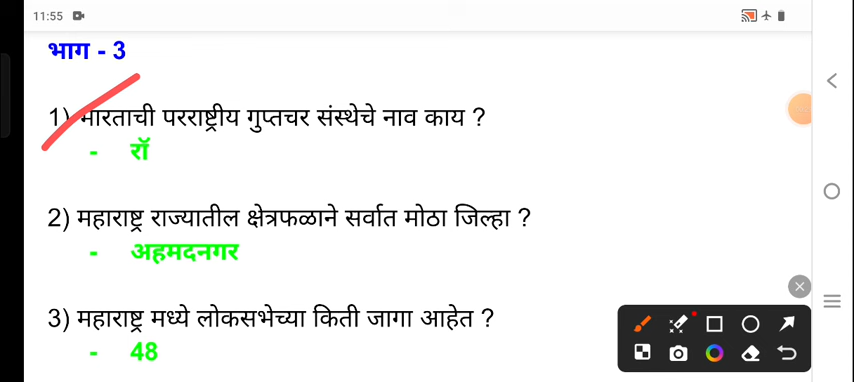 11:55
भाग - 3
1) भारताची परराष्ट्रीय गुप्तचर संस्थेचे नाव काय ?
- रॉ
2) महाराष्ट्र राज्यातील क्षेत्रफळाने सर्वात मोठा जिल्हा ?
- अहमदनगर
3) महाराष्ट्र मध्ये लोकसभेच्या किती जागा आहेत ?
- 48